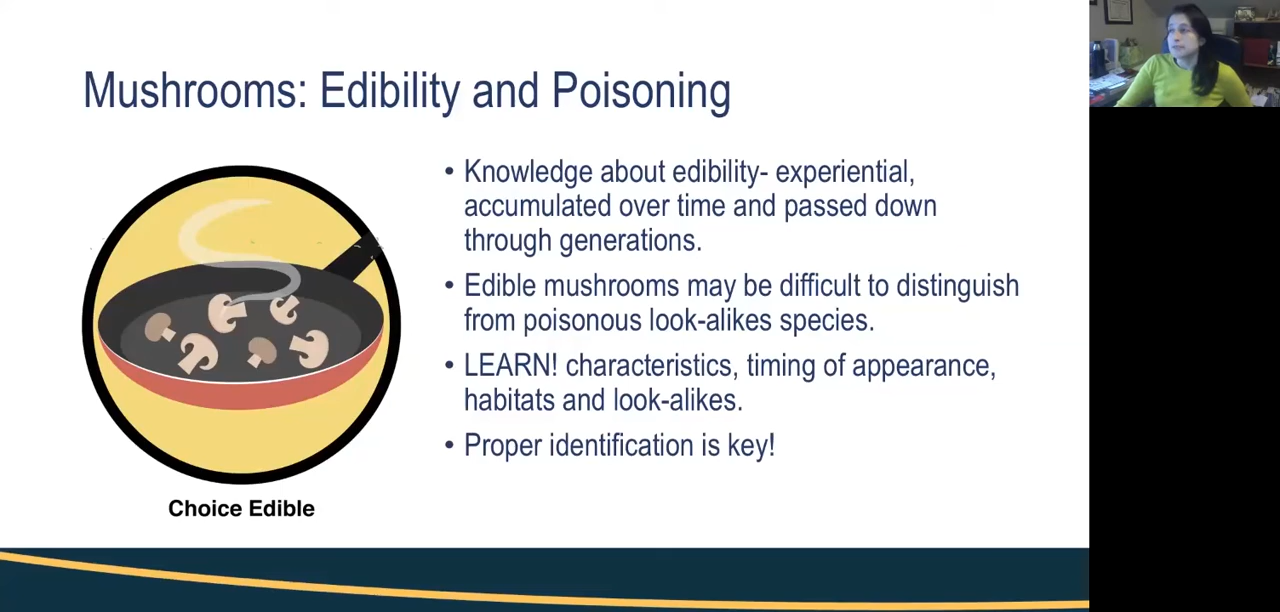 Mushrooms: Edibility and Poisoning
• Knowledge about edibility- experiential,
accumulated over time and passed down
through generations.
• Edible mushrooms may be difficult to distinguish
from poisonous look-alikes species.
• LEARN! characteristics, timing of appearance,
habitats and look-alikes.
• Proper identification is key!
Choice Edible